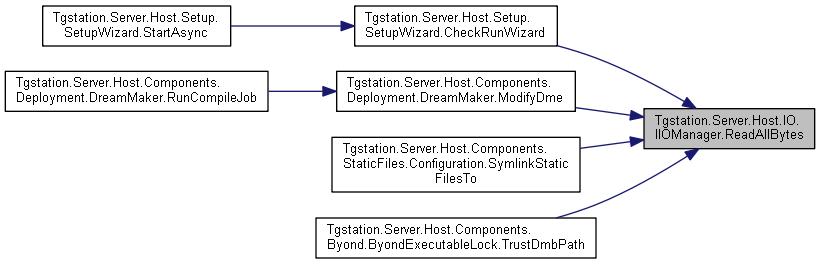 Tgstation.Server.Host.Setup.
SetupWizard.StartAsync
Tgstation.Server.Host.Setup.
SetupWizard.CheckRunWizard
Tgstation.Server.Host.Components.
Deployment.DreamMaker.RunCompileJob
Tgstation.Server.Host.Components.
Deployment.DreamMaker.ModifyDme
Tgstation.Server.Host.IO.
IIOManager.ReadAllBytes
Tgstation.Server.Host.Components.
StaticFiles.Configuration.SymlinkStatic
FilesTo
Tgstation.Server.Host.Components.
Byond.ByondExecutableLock.TrustDmbPath